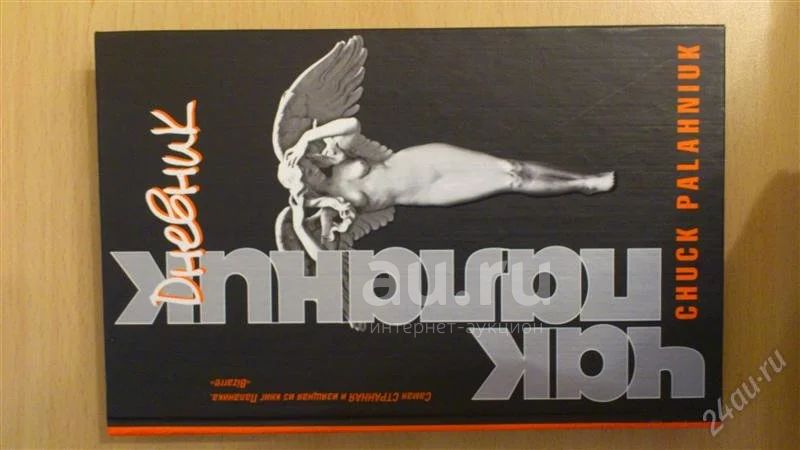 CHUCK PALAHNIUK
ЧАК
ПАЛАНИК
Дневник
Самая СТРАННАЯ и изящная из книг Паланика.
«Bizarre»
au.ru
интернет-аукцион
24au.ru